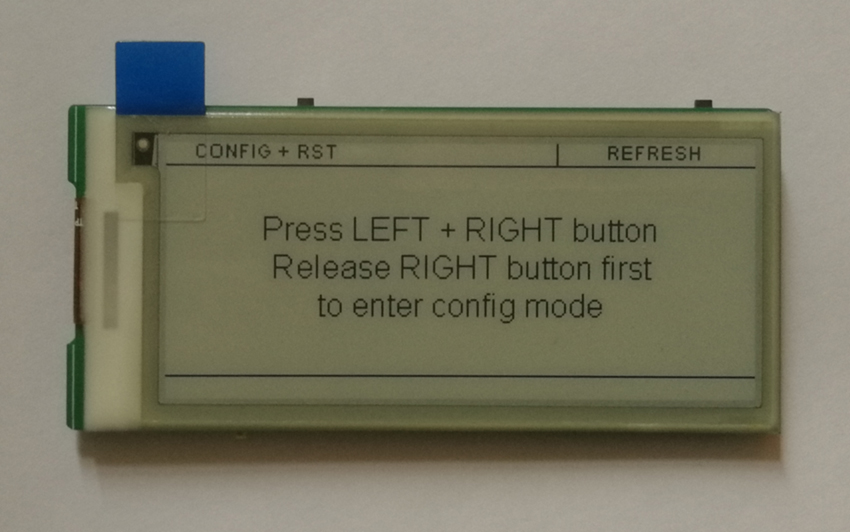 CONFIG + RST | REFRESH
Press LEFT + RIGHT button
Release RIGHT button first
to enter config mode